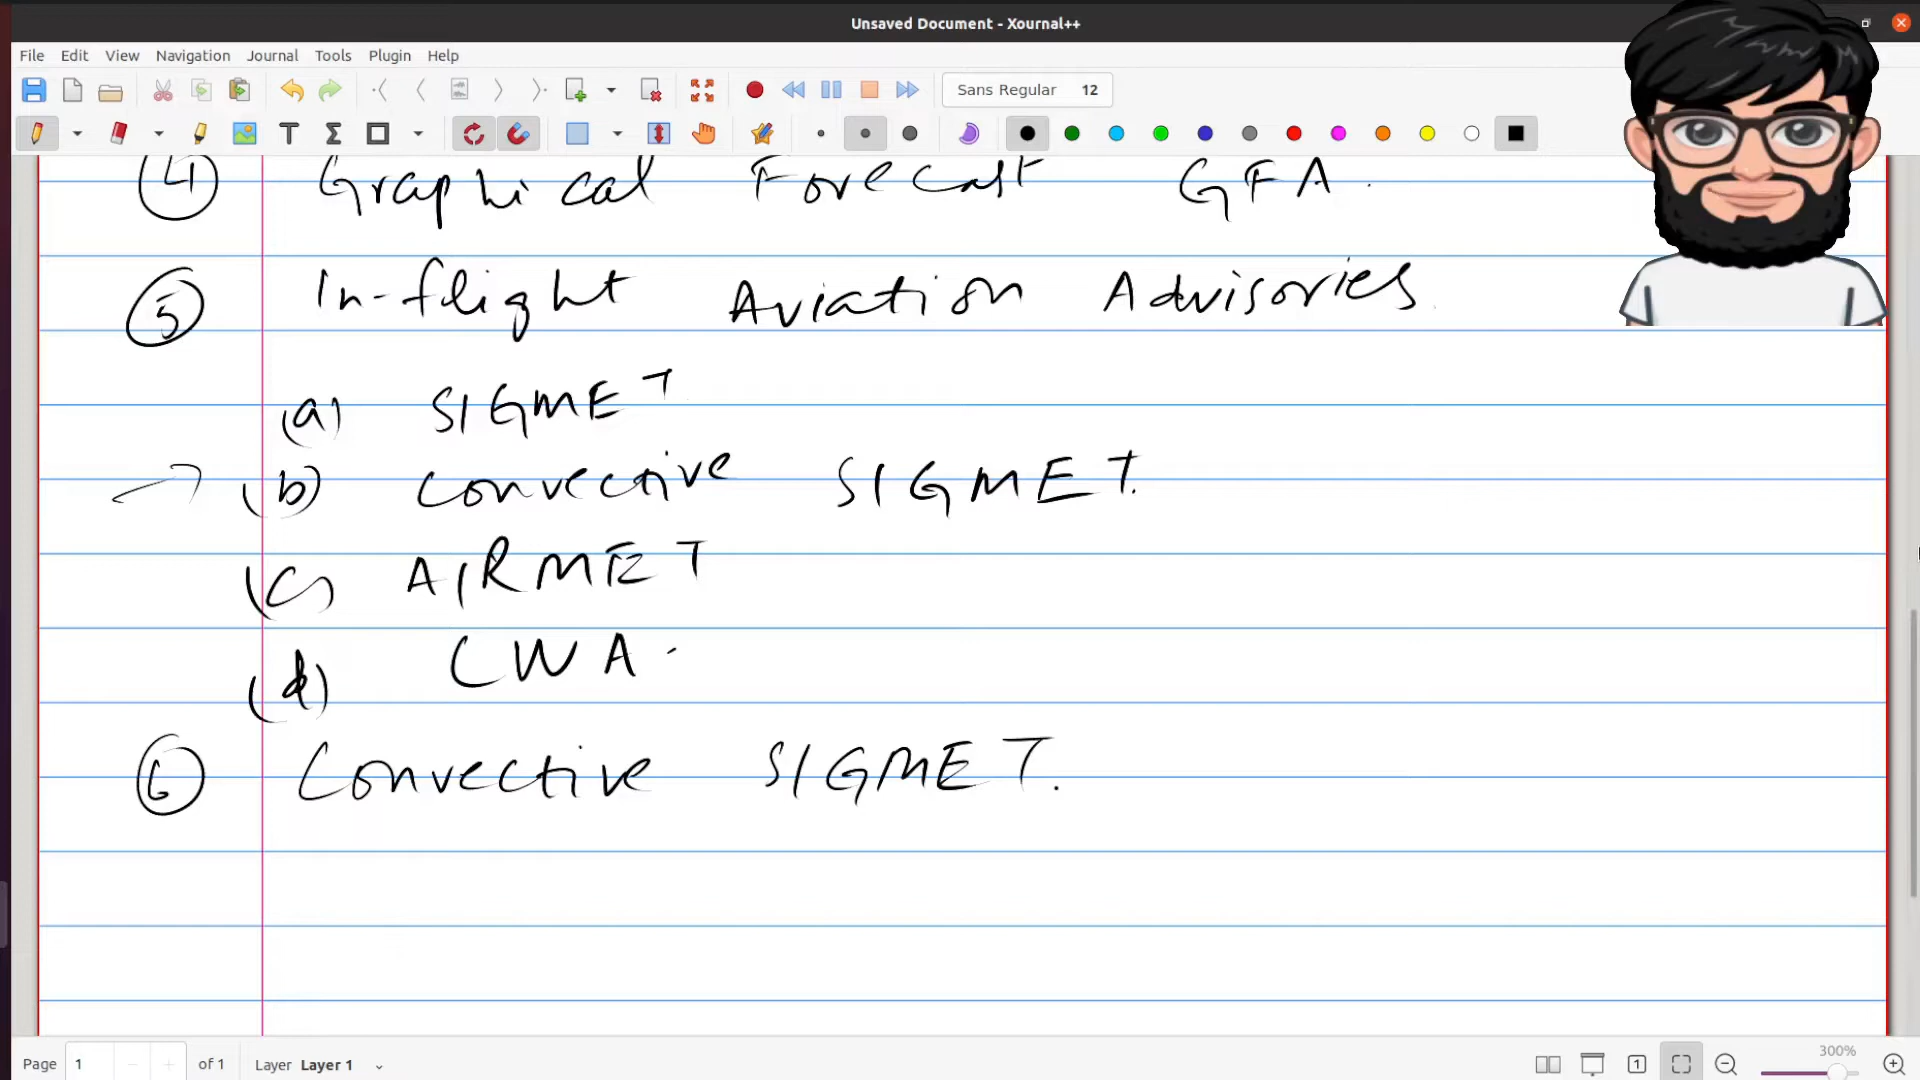 Unsaved Document - Xournal++
File Edit View Navigation Journal Tools Plugin Help
Sans Regular 12
④ Graphical Forecast GFA.
⑤ In-flight Aviation Advisories.
(a) SIGMET
(b) Convective SIGMET.
(c) AIRMET
(d) CWA.
⑥ Convective SIGMET.
Page 1 of 1 Layer Layer 1 300%